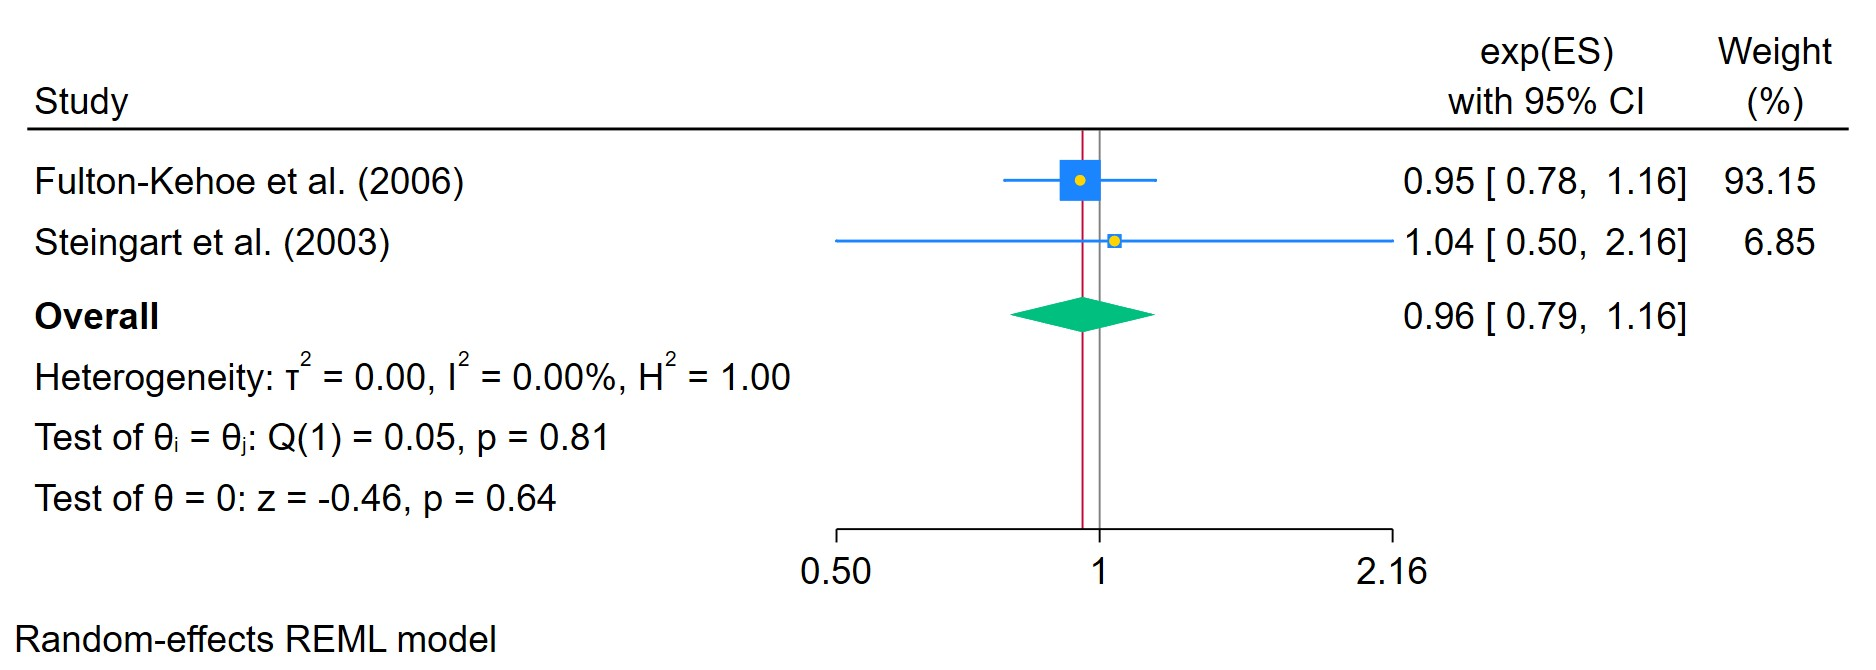 exp(ES) Weight
Study with 95% CI (%)
Fulton-Kehoe et al. (2006) 0.95 [ 0.78, 1.16] 93.15
Steingart et al. (2003) 1.04 [ 0.50, 2.16] 6.85
Overall 0.96 [ 0.79, 1.16]
Heterogeneity: τ² = 0.00, I² = 0.00%, H² = 1.00
Test of θᵢ = θⱼ: Q(1) = 0.05, p = 0.81
Test of θ = 0: z = -0.46, p = 0.64
0.50 1 2.16
Random-effects REML model